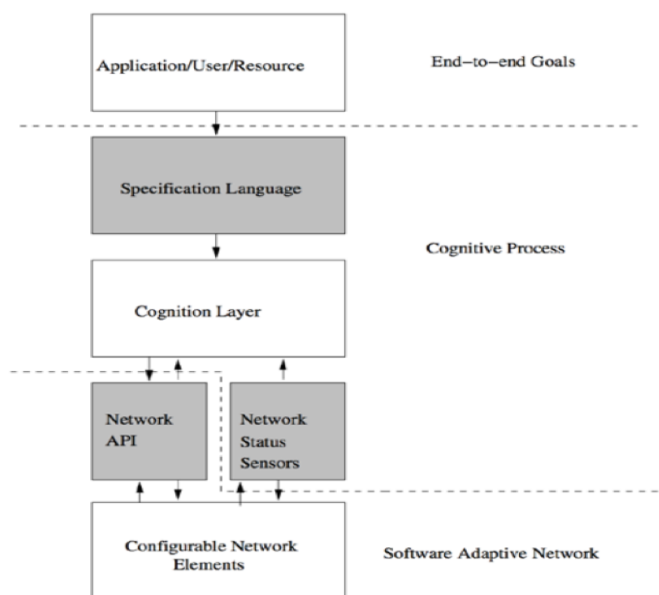 Application/User/Resource
End-to-end Goals
Specification Language
Cognitive Process
Cognition Layer
Network
API
Network
Status
Sensors
Configurable Network
Elements
Software Adaptive Network